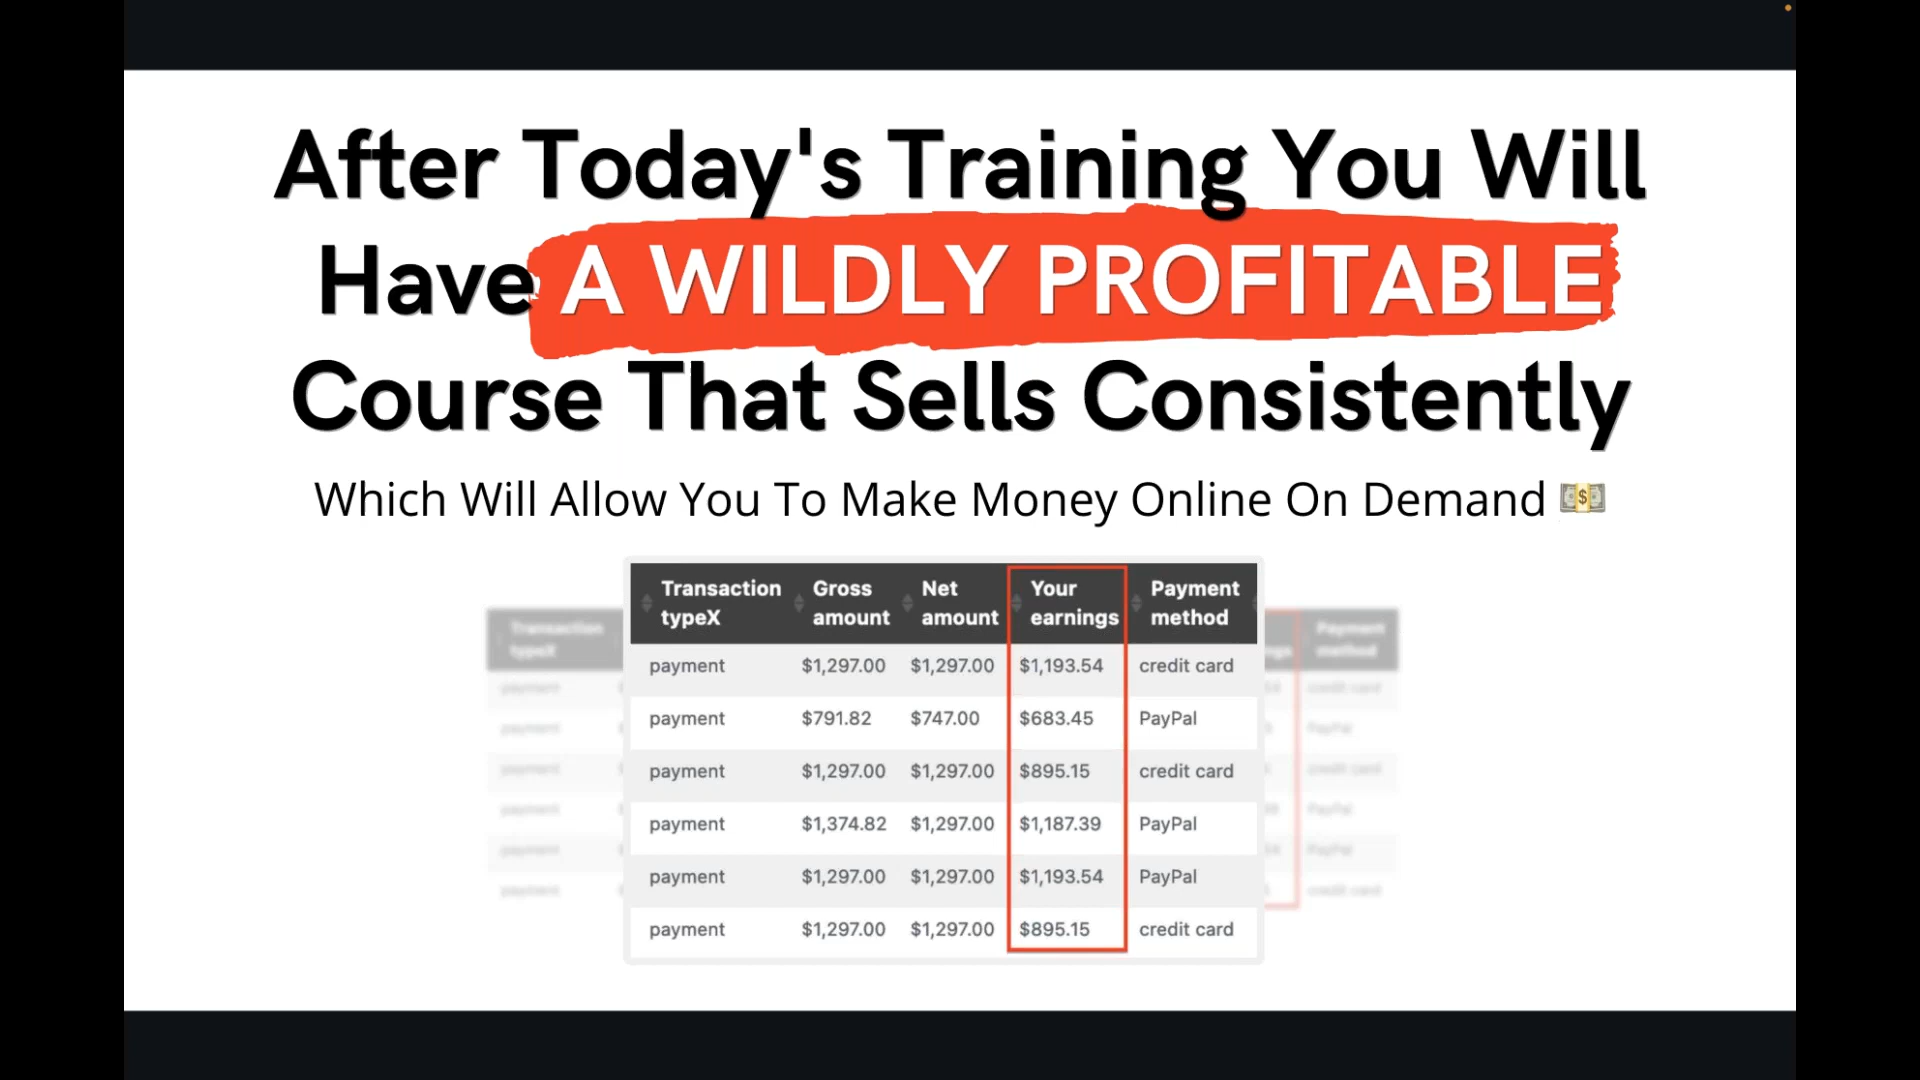 After Today's Training You Will
Have A WILDLY PROFITABLE
Course That Sells Consistently
Which Will Allow You To Make Money Online On Demand 💵
Transaction typeX Gross amount Net amount Your earnings Payment method
payment $1,297.00 $1,297.00 $1,193.54 credit card
payment $791.82 $747.00 $683.45 PayPal
payment $1,297.00 $1,297.00 $895.15 credit card
payment $1,374.82 $1,297.00 $1,187.39 PayPal
payment $1,297.00 $1,297.00 $1,193.54 PayPal
payment $1,297.00 $1,297.00 $895.15 credit card